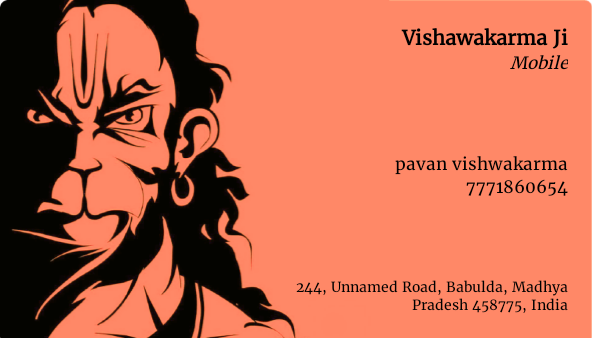 Vishawakarma Ji
Mobile
pavan vishwakarma
7771860654
244, Unnamed Road, Babulda, Madhya
Pradesh 458775, India